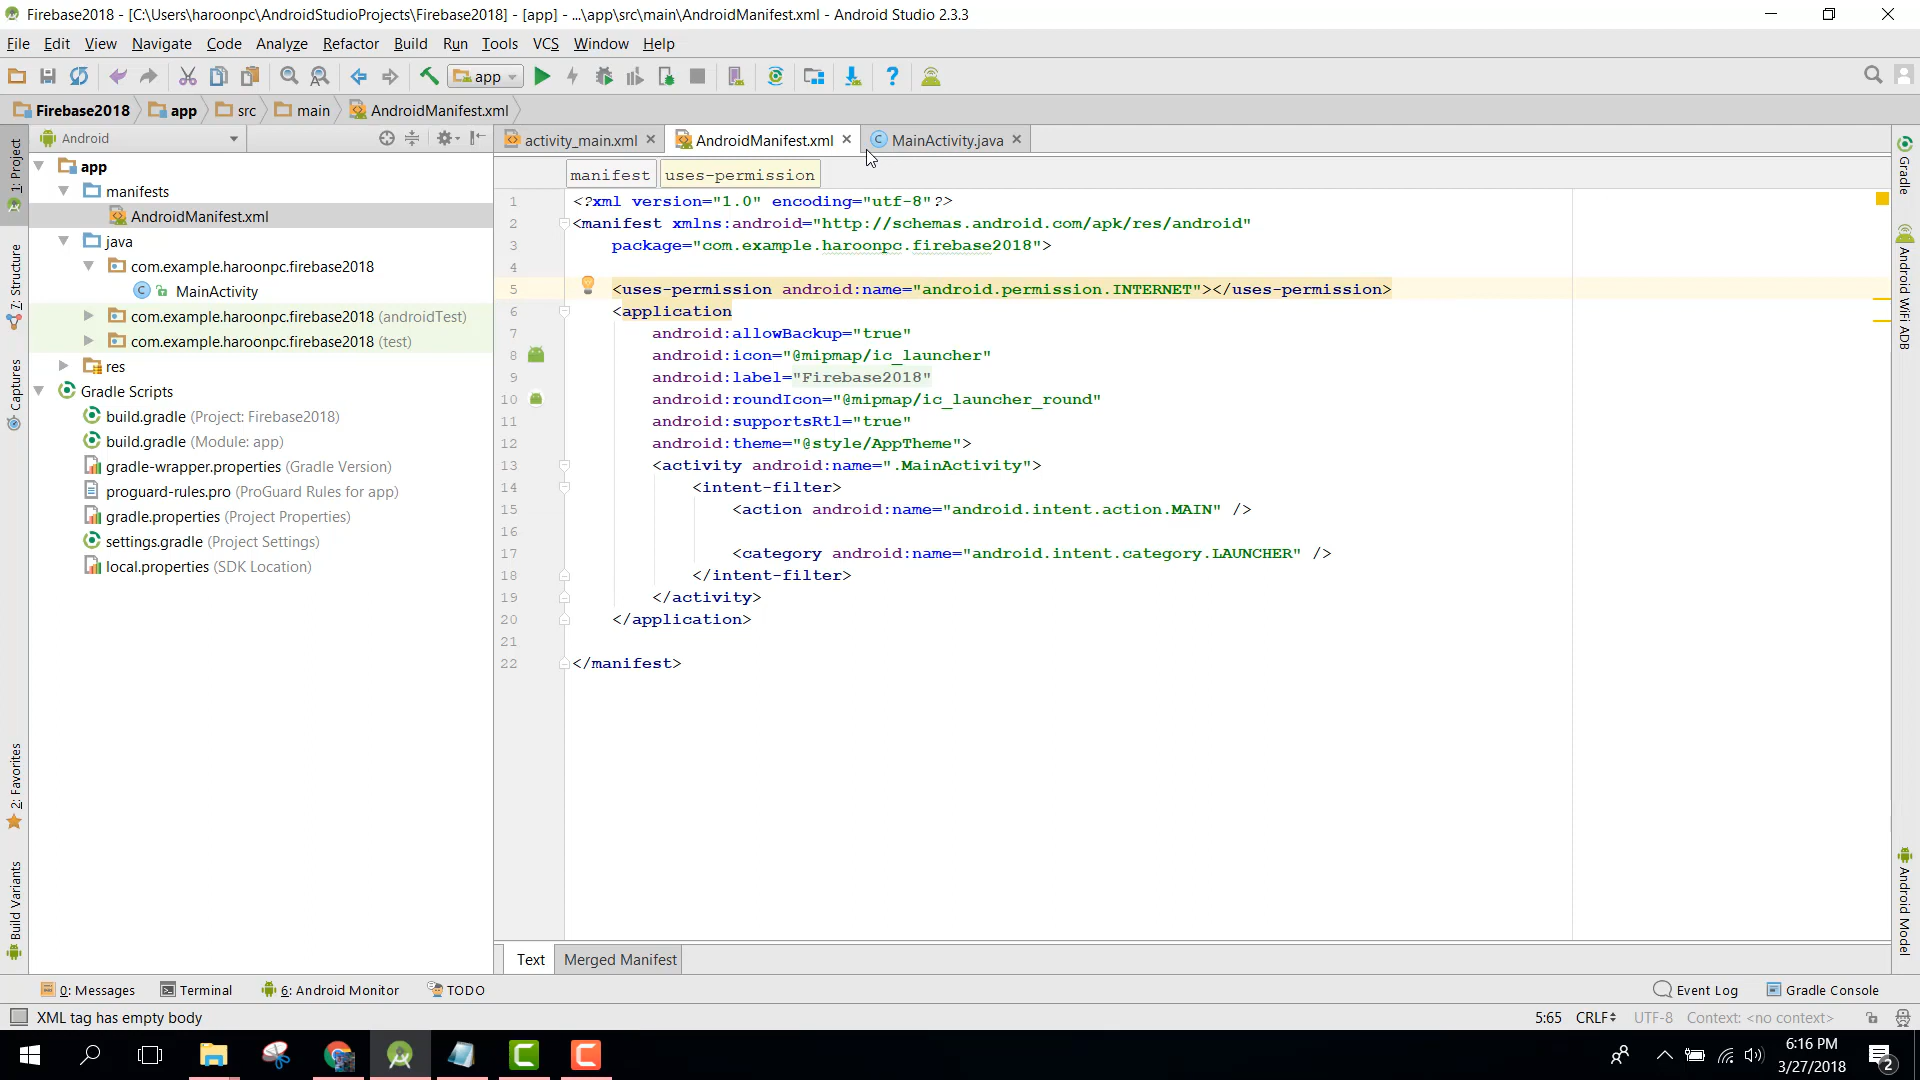 Firebase2018 - [C:\Users\haroonpc\AndroidStudioProjects\Firebase2018] - [app] - ...\app\src\main\AndroidManifest.xml - Android Studio 2.3.3
File Edit View Navigate Code Analyze Refactor Build Run Tools VCS Window Help
app
Firebase2018 app src main AndroidManifest.xml
Android
activity_main.xml AndroidManifest.xml MainActivity.java
manifest uses-permission
1: Project
7: Structure
Captures
2: Favorites
Build Variants
app
manifests
AndroidManifest.xml
java
com.example.haroonpc.firebase2018
MainActivity
com.example.haroonpc.firebase2018 (androidTest)
com.example.haroonpc.firebase2018 (test)
res
Gradle Scripts
build.gradle (Project: Firebase2018)
build.gradle (Module: app)
gradle-wrapper.properties (Gradle Version)
proguard-rules.pro (ProGuard Rules for app)
gradle.properties (Project Properties)
settings.gradle (Project Settings)
local.properties (SDK Location)
1 <?xml version="1.0" encoding="utf-8"?>
2 <manifest xmlns:android="http://schemas.android.com/apk/res/android"
3 package="com.example.haroonpc.firebase2018">
4
5 <uses-permission android:name="android.permission.INTERNET"></uses-permission>
6 <application
7 android:allowBackup="true"
8 android:icon="@mipmap/ic_launcher"
9 android:label="Firebase2018"
10 android:roundIcon="@mipmap/ic_launcher_round"
11 android:supportsRtl="true"
12 android:theme="@style/AppTheme">
13 <activity android:name=".MainActivity">
14 <intent-filter>
15 <action android:name="android.intent.action.MAIN" />
16
17 <category android:name="android.intent.category.LAUNCHER" />
18 </intent-filter>
19 </activity>
20 </application>
21
22 </manifest>
Gradle
Android WiFi ADB
Android Model
Text Merged Manifest
0: Messages Terminal 6: Android Monitor TODO Event Log Gradle Console
XML tag has empty body 5:65 CRLF UTF-8 Context: <no context>
6:16 PM
3/27/2018
2